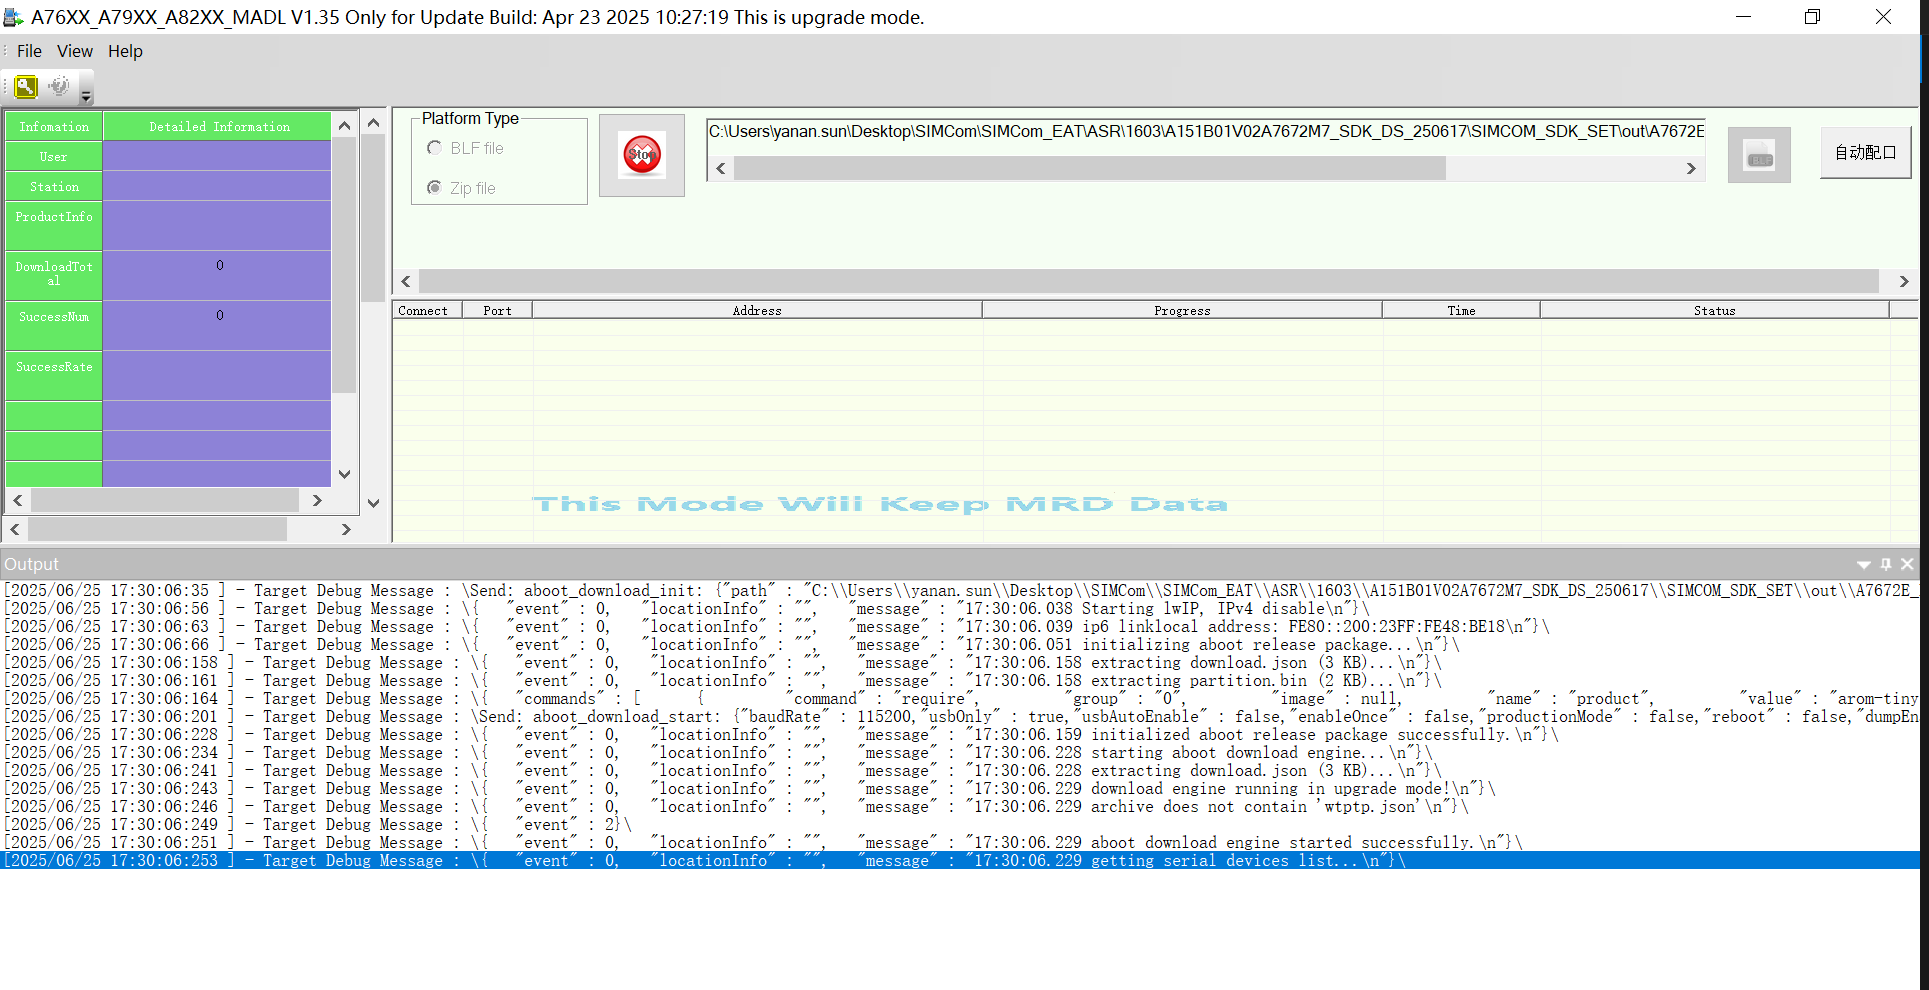 A76XX_A79XX_A82XX_MADL V1.35 Only for Update Build: Apr 23 2025 10:27:19 This is upgrade mode.
File View Help
Infomation Detailed Information
User
Station
ProductInfo
DownloadTot
al
0
SuccessNum
0
SuccessRate
Platform Type
BLF file
Zip file
Stop
C:\Users\yanan.sun\Desktop\SIMCom\SIMCom_EAT\ASR\1603\A151B01V02A7672M7_SDK_DS_250617\SIMCOM_SDK_SET\out\A7672E
BLF
自动配口
Connect Port Address Progress Time Status
This Mode Will Keep MRD Data
Output
[2025/06/25 17:30:06:35 ] - Target Debug Message : \Send: aboot_download_init: {"path" : "C:\\Users\\yanan.sun\\Desktop\\SIMCom\\SIMCom_EAT\\ASR\\1603\\A151B01V02A7672M7_SDK_DS_250617\\SIMCOM_SDK_SET\\out\\A7672E_
[2025/06/25 17:30:06:56 ] - Target Debug Message : \{ "event" : 0, "locationInfo" : "", "message" : "17:30:06.038 Starting lwIP, IPv4 disable\n"}\
[2025/06/25 17:30:06:63 ] - Target Debug Message : \{ "event" : 0, "locationInfo" : "", "message" : "17:30:06.039 ip6 linklocal address: FE80::200:23FF:FE48:BE18\n"}\
[2025/06/25 17:30:06:66 ] - Target Debug Message : \{ "event" : 0, "locationInfo" : "", "message" : "17:30:06.051 initializing aboot release package...\n"}\
[2025/06/25 17:30:06:158 ] - Target Debug Message : \{ "event" : 0, "locationInfo" : "", "message" : "17:30:06.158 extracting download.json (3 KB)...\n"}\
[2025/06/25 17:30:06:161 ] - Target Debug Message : \{ "event" : 0, "locationInfo" : "", "message" : "17:30:06.158 extracting partition.bin (2 KB)...\n"}\
[2025/06/25 17:30:06:164 ] - Target Debug Message : \{ "commands" : [ { "command" : "require", "group" : "0", "image" : null, "name" : "product", "value" : "arom-tiny
[2025/06/25 17:30:06:201 ] - Target Debug Message : \Send: aboot_download_start: {"baudRate" : 115200,"usbOnly" : true,"usbAutoEnable" : false,"enableOnce" : false,"productionMode" : false,"reboot" : false,"dumpEn
[2025/06/25 17:30:06:228 ] - Target Debug Message : \{ "event" : 0, "locationInfo" : "", "message" : "17:30:06.159 initialized aboot release package successfully.\n"}\
[2025/06/25 17:30:06:234 ] - Target Debug Message : \{ "event" : 0, "locationInfo" : "", "message" : "17:30:06.228 starting aboot download engine...\n"}\
[2025/06/25 17:30:06:241 ] - Target Debug Message : \{ "event" : 0, "locationInfo" : "", "message" : "17:30:06.228 extracting download.json (3 KB)...\n"}\
[2025/06/25 17:30:06:243 ] - Target Debug Message : \{ "event" : 0, "locationInfo" : "", "message" : "17:30:06.229 download engine running in upgrade mode!\n"}\
[2025/06/25 17:30:06:246 ] - Target Debug Message : \{ "event" : 0, "locationInfo" : "", "message" : "17:30:06.229 archive does not contain 'wtptp.json'\n"}\
[2025/06/25 17:30:06:249 ] - Target Debug Message : \{ "event" : 2}\
[2025/06/25 17:30:06:251 ] - Target Debug Message : \{ "event" : 0, "locationInfo" : "", "message" : "17:30:06.229 aboot download engine started successfully.\n"}\
[2025/06/25 17:30:06:253 ] - Target Debug Message : \{ "event" : 0, "locationInfo" : "", "message" : "17:30:06.229 getting serial devices list...\n"}\